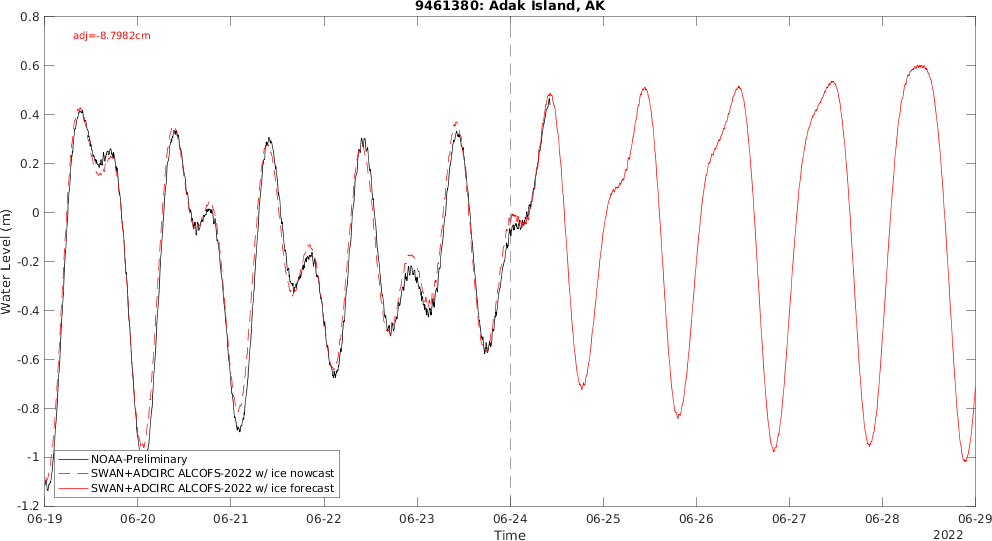 9461380: Adak Island, AK
adj=-8.7982cm
0.8
0.6
0.4
0.2
0
-0.2
-0.4
-0.6
-0.8
-1
-1.2
Water Level (m)
NOAA-Preliminary
SWAN+ADCIRC ALCOFS-2022 w/ ice nowcast
SWAN+ADCIRC ALCOFS-2022 w/ ice forecast
06-19 06-20 06-21 06-22 06-23 06-24 06-25 06-26 06-27 06-28 06-29
Time
2022